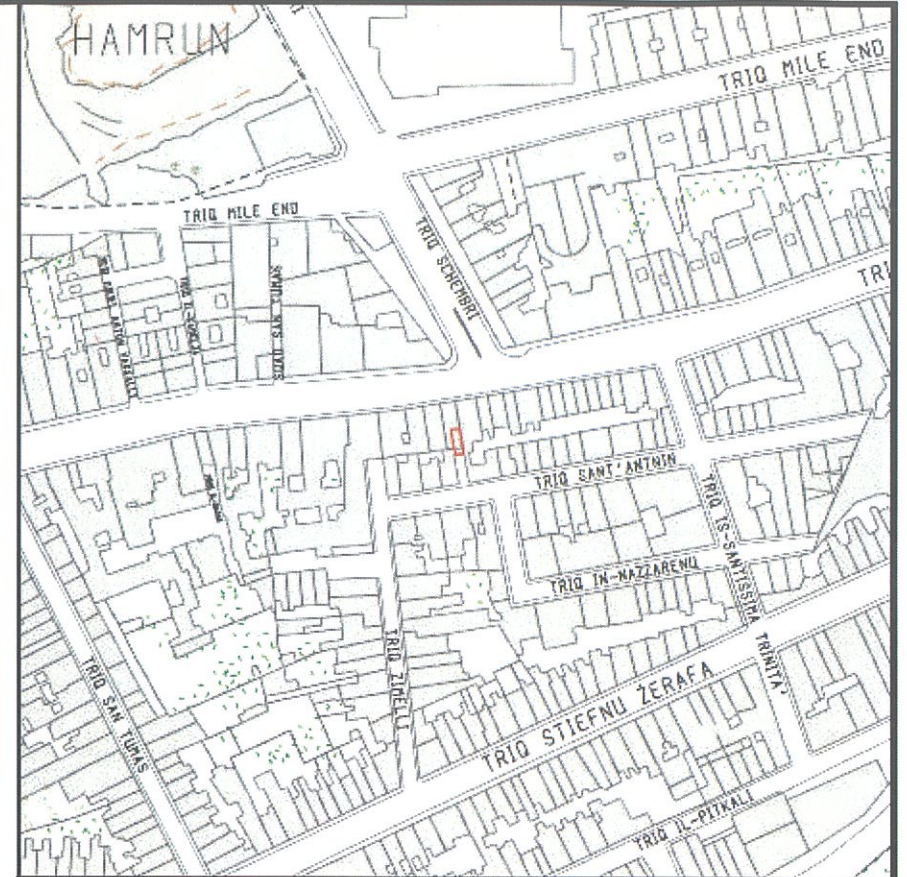 HAMRUN
TRIQ MILE END
TRIQ MILE END
TRIQ SCHEMBRI
TRI
TRIQ SANT'ANTNIN
TRIQ IS-SANTISSIMA TRINITA'
TRIQ IN-NAZZARENU
TRIQ ZIMELLI
TRIQ SAN TUMAS
TRIQ STIEFNU ZERAFA
TRIQ IL-PITKALI